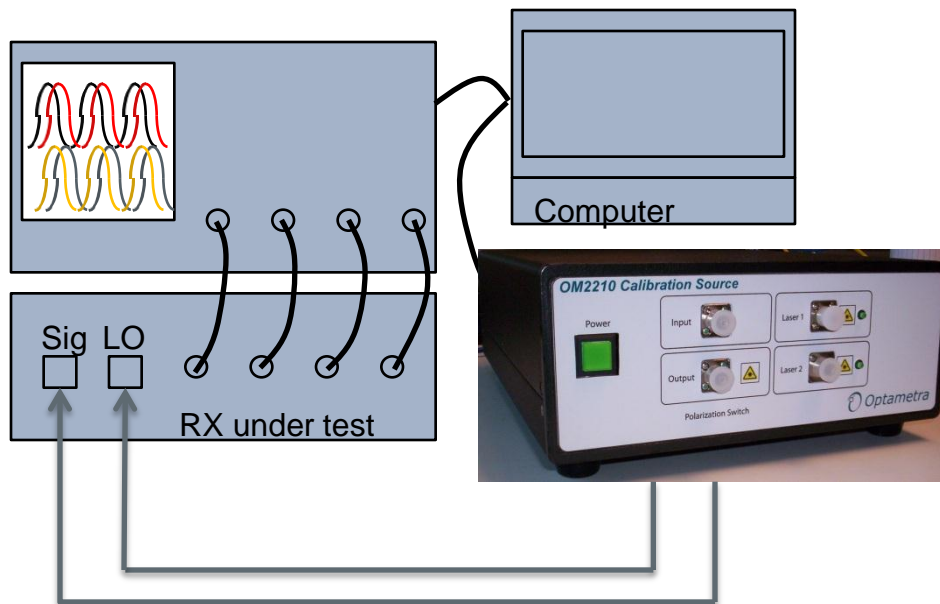 Computer
Sig LO
RX under test
OM2210 Calibration Source
Power
Input
Laser 1
Output
Laser 2
Polarization Switch
Optametra